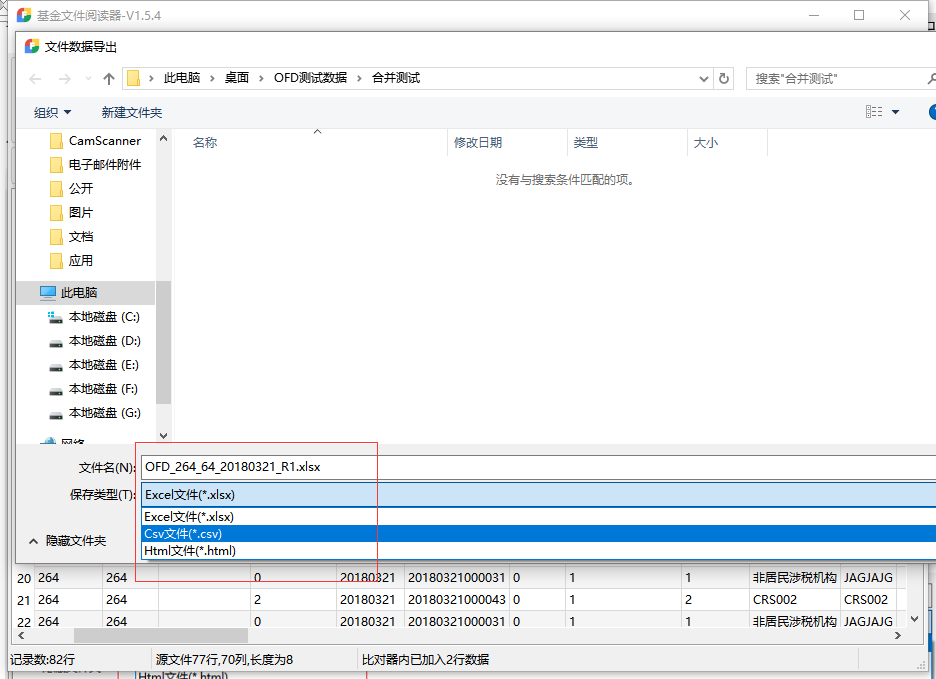 基金文件阅读器-V1.5.4
文件数据导出
此电脑 > 桌面 > OFD测试数据 > 合并测试
搜索"合并测试"
组织
新建文件夹
CamScanner
电子邮件附件
公开
图片
文档
应用
此电脑
本地磁盘 (C:)
本地磁盘 (D:)
本地磁盘 (E:)
本地磁盘 (F:)
本地磁盘 (G:)
网络
名称 修改日期 类型 大小
没有与搜索条件匹配的项。
文件名(N): OFD_264_64_20180321_R1.xlsx
保存类型(T): Excel文件(*.xlsx)
Excel文件(*.xlsx)
Csv文件(*.csv)
Html文件(*.html)
隐藏文件夹
20 264 264 0 20180321 20180321000031 0 1 1 非居民涉税机构 JAGJAJG
21 264 264 2 20180321 20180321000043 0 1 2 CRS002 CRS002
22 264 264 0 20180321 20180321000031 0 1 1 非居民涉税机构 JAGJAJG
记录数:82行 源文件77行,70列,长度为8 比对器内已加入2行数据
Html文件(*.html)